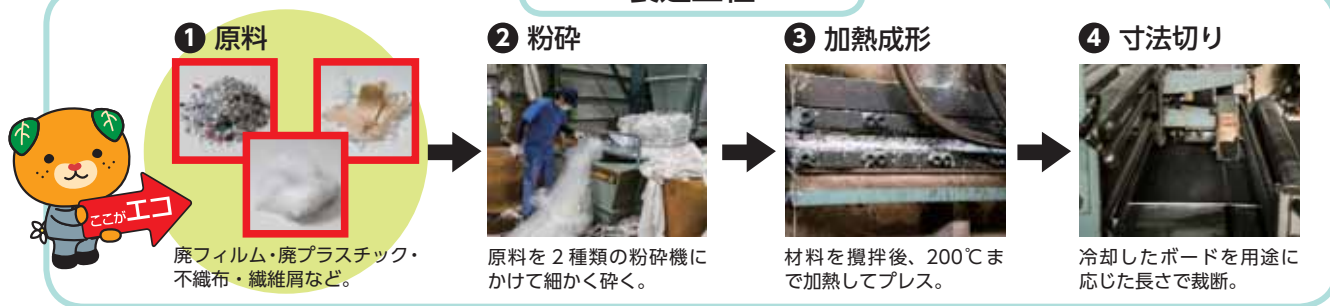 ❶ 原料
❷ 粉砕
❸ 加熱成形
❹ 寸法切り
ここがエコ
廃フィルム・廃プラスチック・
不織布・繊維屑など。
原料を2種類の粉砕機に
かけて細かく砕く。
材料を攪拌後、200℃ま
で加熱してプレス。
冷却したボードを用途に
応じた長さで裁断。